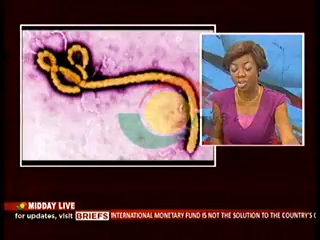 MIDDAY LIVE
for updates, visit BRIEFS INTERNATIONAL MONETARY FUND IS NOT THE SOLUTION TO THE COUNTRY'S